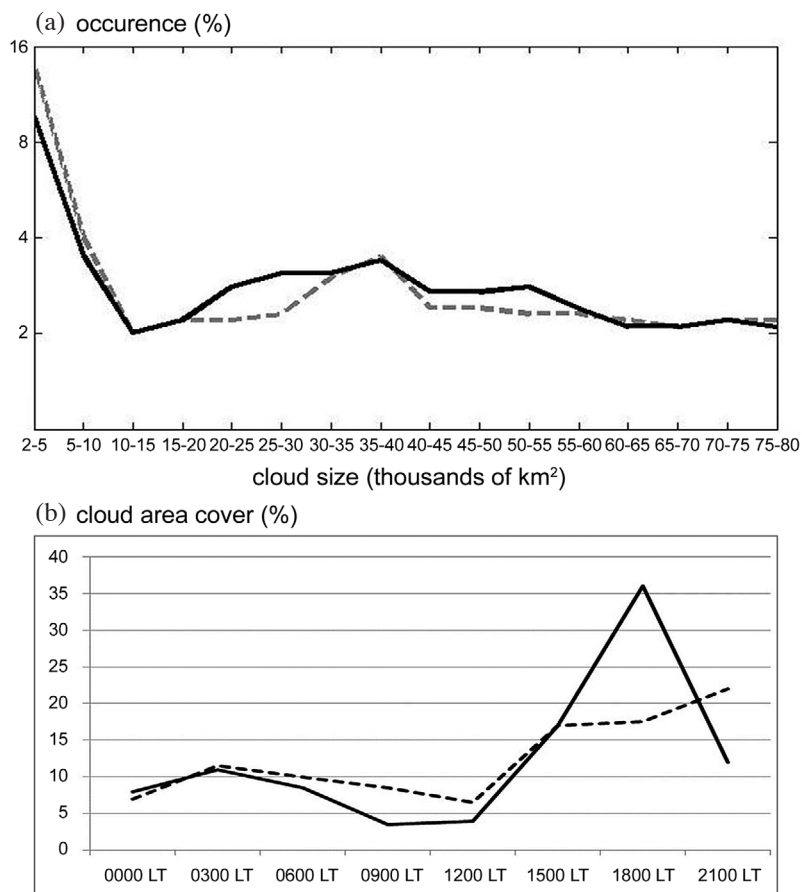 (a) occurence (%)
16
8
4
2
2-5 5-10 10-15 15-20 20-25 25-30 30-35 35-40 40-45 45-50 50-55 55-60 60-65 65-70 70-75 75-80
cloud size (thousands of km²)
(b) cloud area cover (%)
40
35
30
25
20
15
10
5
0
0000 LT 0300 LT 0600 LT 0900 LT 1200 LT 1500 LT 1800 LT 2100 LT